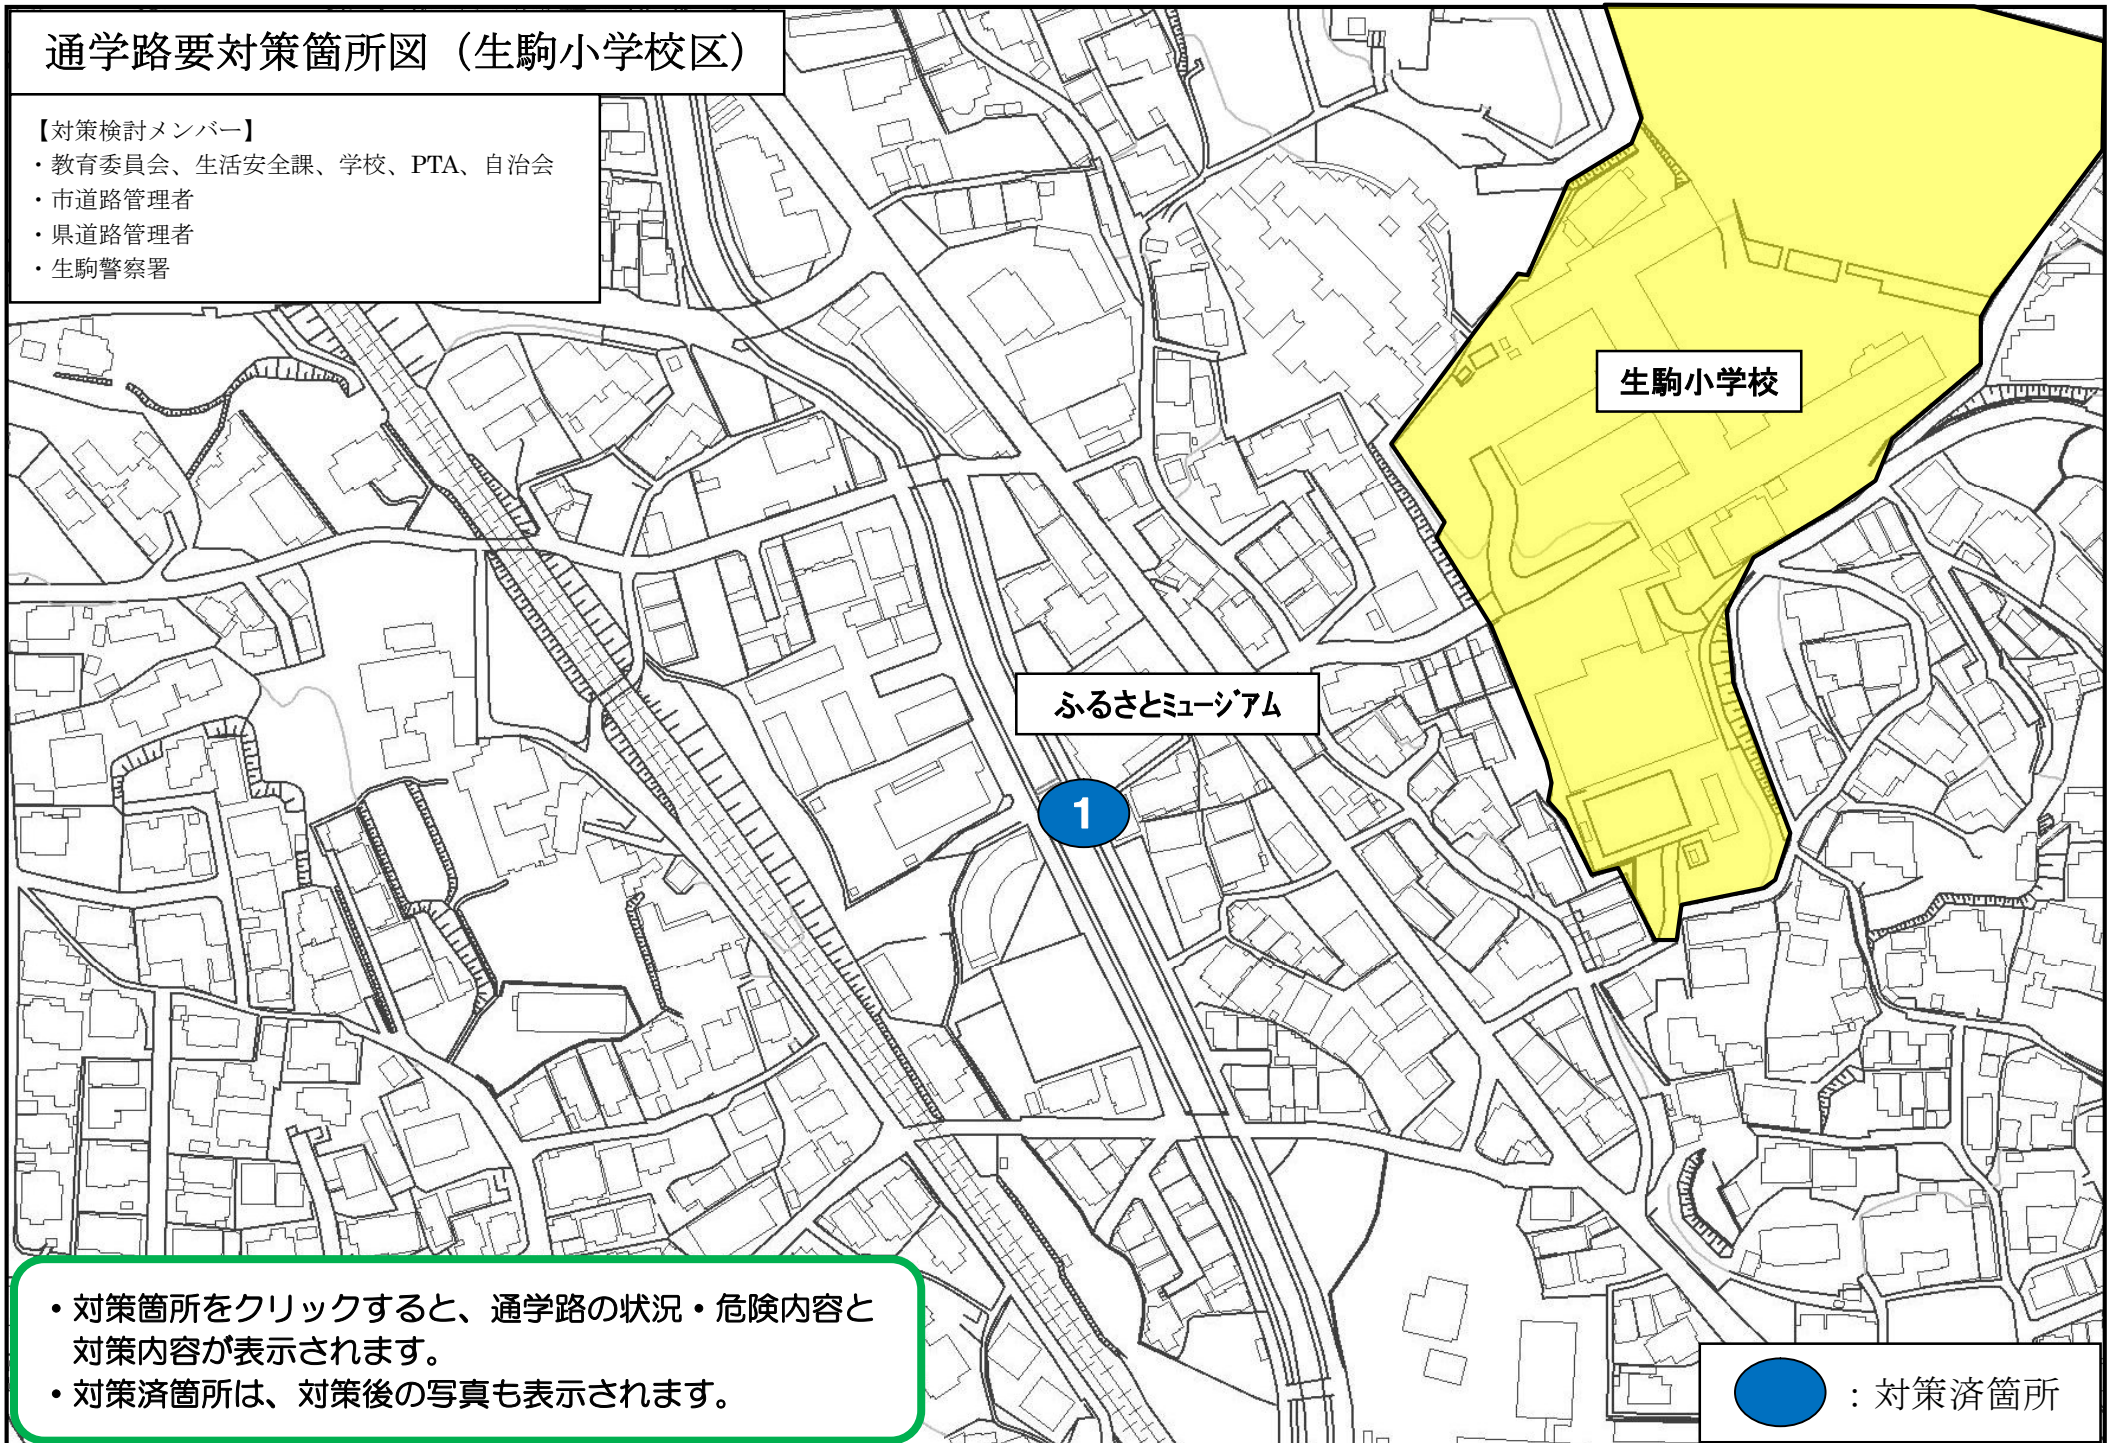 通学路要対策箇所図（生駒小学校区）
【対策検討メンバー】
・教育委員会、生活安全課、学校、PTA、自治会
・市道路管理者
・県道路管理者
・生駒警察署
生駒小学校
ふるさとミュージアム
1
・対策箇所をクリックすると、通学路の状況・危険内容と
対策内容が表示されます。
・対策済箇所は、対策後の写真も表示されます。
：対策済箇所